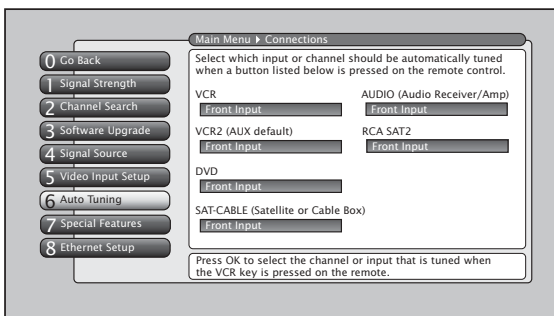 Main Menu Connections
0 Go Back
1 Signal Strength
2 Channel Search
3 Software Upgrade
4 Signal Source
5 Video Input Setup
6 Auto Tuning
7 Special Features
8 Ethernet Setup
Select which input or channel should be automatically tuned
when a button listed below is pressed on the remote control.
VCR
Front Input
VCR2 (AUX default)
Front Input
DVD
Front Input
SAT-CABLE (Satellite or Cable Box)
Front Input
AUDIO (Audio Receiver/Amp)
Front Input
RCA SAT2
Front Input
Press OK to select the channel or input that is tuned when
the VCR key is pressed on the remote.